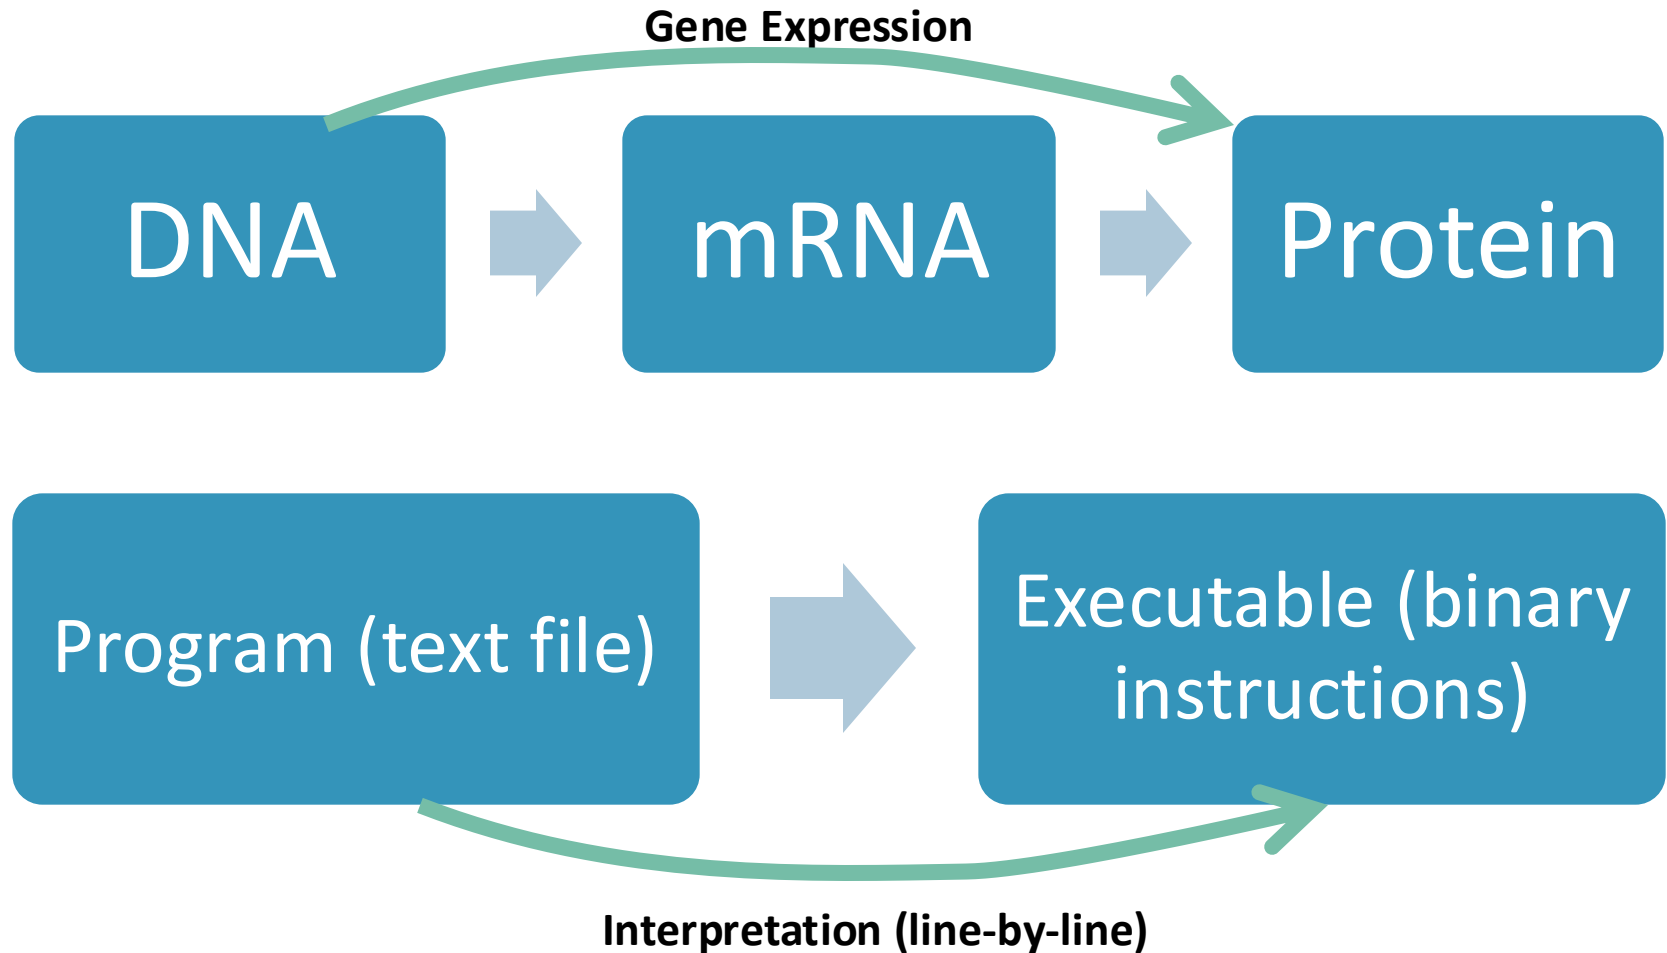 Gene Expression
DNA
mRNA
Protein
Program (text file)
Executable (binary
instructions)
Interpretation (line-by-line)